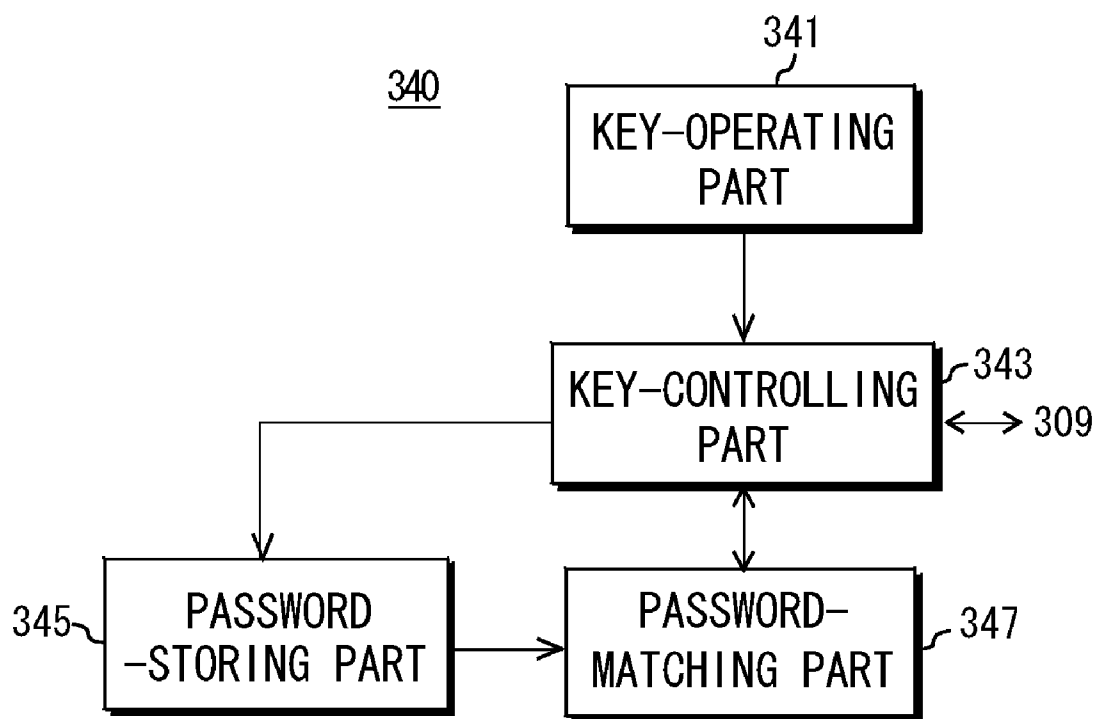 341
340
KEY-OPERATING
PART
343
KEY-CONTROLLING
PART
309
345
PASSWORD
-STORING PART
PASSWORD-
MATCHING PART
347